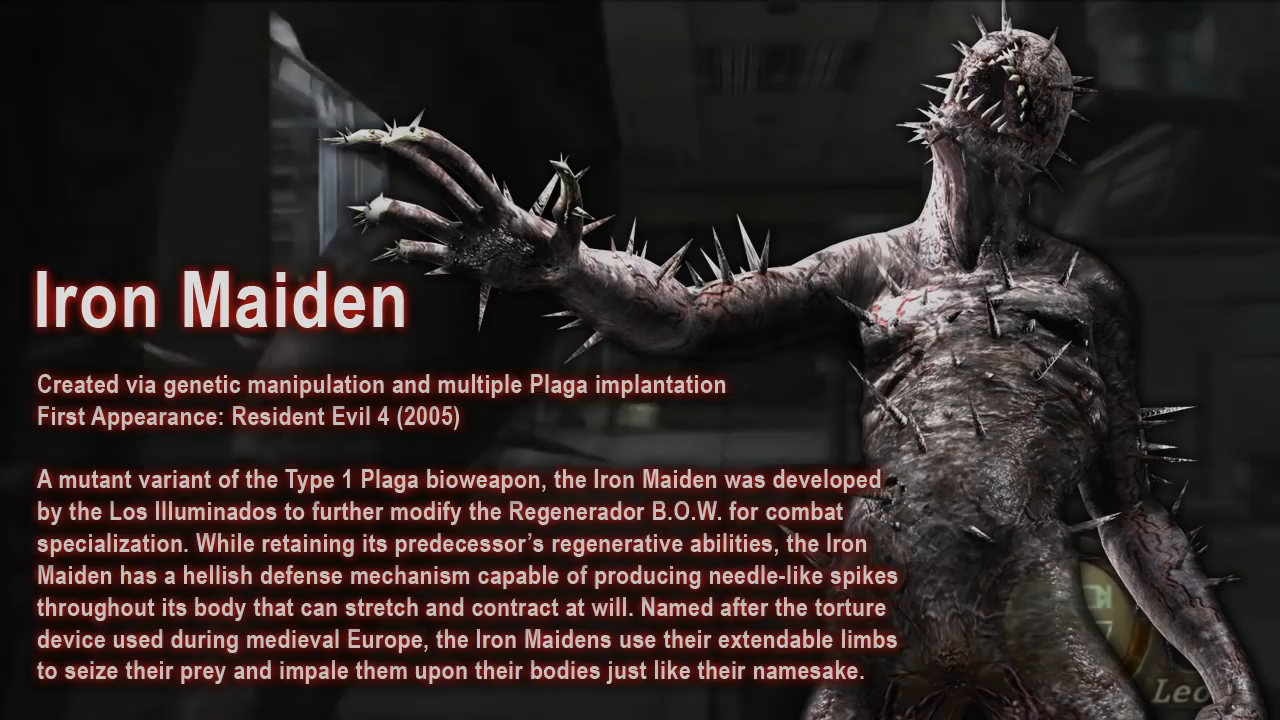 Iron Maiden
Created via genetic manipulation and multiple Plaga implantation
First Appearance: Resident Evil 4 (2005)
A mutant variant of the Type 1 Plaga bioweapon, the Iron Maiden was developed
by the Los Illuminados to further modify the Regenerador B.O.W. for combat
specialization. While retaining its predecessor’s regenerative abilities, the Iron
Maiden has a hellish defense mechanism capable of producing needle-like spikes
throughout its body that can stretch and contract at will. Named after the torture
device used during medieval Europe, the Iron Maidens use their extendable limbs
to seize their prey and impale them upon their bodies just like their namesake.